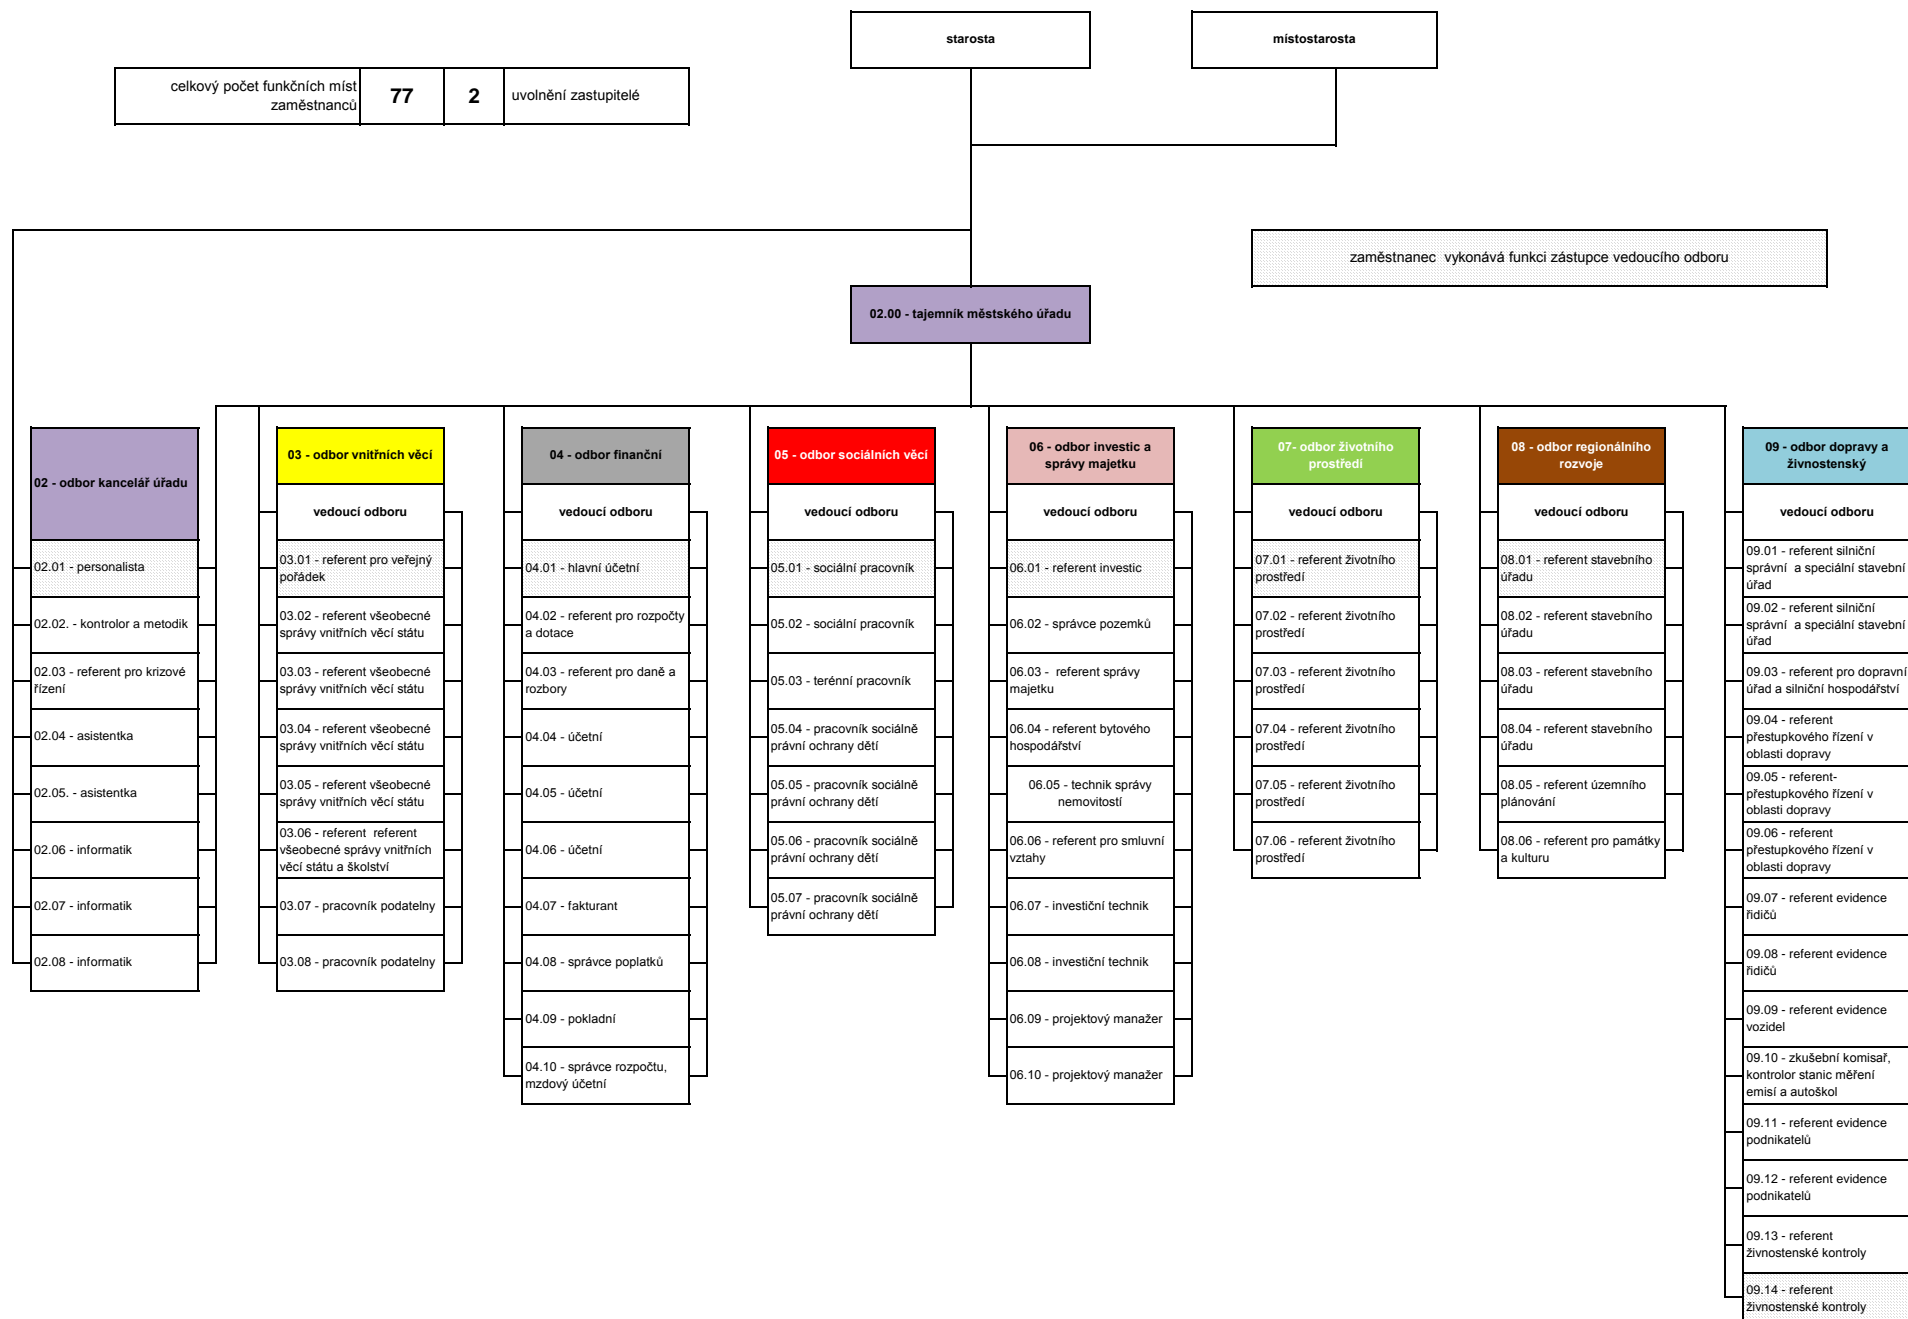 starosta
místostarosta
celkový počet funkčních míst
zaměstnanců
77
2
uvolnění zastupitelé
zaměstnanec  vykonává funkci zástupce vedoucího odboru
02.00 - tajemník městského úřadu
02 - odbor kancelář úřadu
02.01 - personalista
02.02. - kontrolor a metodik
02.03 - referent pro krizové
řízení
02.04 - asistentka
02.05. - asistentka
02.06 - informatik
02.07 - informatik
02.08 - informatik
03 - odbor vnitřních věcí
vedoucí odboru
03.01 - referent pro veřejný
pořádek
03.02 - referent všeobecné
správy vnitřních věcí státu
03.03 - referent všeobecné
správy vnitřních věcí státu
03.04 - referent všeobecné
správy vnitřních věcí státu
03.05 - referent všeobecné
správy vnitřních věcí státu
03.06 - referent  referent
všeobecné správy vnitřních
věcí státu a školství
03.07 - pracovník podatelny
03.08 - pracovník podatelny
04 - odbor finanční
vedoucí odboru
04.01 - hlavní účetní
04.02 - referent pro rozpočty
a dotace
04.03 - referent pro daně a
rozbory
04.04 - účetní
04.05 - účetní
04.06 - účetní
04.07 - fakturant
04.08 - správce poplatků
04.09 - pokladní
04.10 - správce rozpočtu,
mzdový účetní
05 - odbor sociálních věcí
vedoucí odboru
05.01 - sociální pracovník
05.02 - sociální pracovník
05.03 - terénní pracovník
05.04 - pracovník sociálně
právní ochrany dětí
05.05 - pracovník sociálně
právní ochrany dětí
05.06 - pracovník sociálně
právní ochrany dětí
05.07 - pracovník sociálně
právní ochrany dětí
06 - odbor investic a
správy majetku
vedoucí odboru
06.01 - referent investic
06.02 - správce pozemků
06.03 -  referent správy
majetku
06.04 - referent bytového
hospodářství
06.05 - technik správy
nemovitostí
06.06 - referent pro smluvní
vztahy
06.07 - investiční technik
06.08 - investiční technik
06.09 - projektový manažer
06.10 - projektový manažer
07- odbor životního
prostředí
vedoucí odboru
07.01 - referent životního
prostředí
07.02 - referent životního
prostředí
07.03 - referent životního
prostředí
07.04 - referent životního
prostředí
07.05 - referent životního
prostředí
07.06 - referent životního
prostředí
08 - odbor regionálního
rozvoje
vedoucí odboru
08.01 - referent stavebního
úřadu
08.02 - referent stavebního
úřadu
08.03 - referent stavebního
úřadu
08.04 - referent stavebního
úřadu
08.05 - referent územního
plánování
08.06 - referent pro památky
a kulturu
09 - odbor dopravy a
živnostenský
vedoucí odboru
09.01 - referent silniční
správní  a speciální stavební
úřad
09.02 - referent silniční
správní  a speciální stavební
úřad
09.03 - referent pro dopravní
úřad a silniční hospodářství
09.04 - referent
přestupkového řízení v
oblasti dopravy
09.05 - referent-
přestupkového řízení v
oblasti dopravy
09.06 - referent
přestupkového řízení v
oblasti dopravy
09.07 - referent evidence
řidičů
09.08 - referent evidence
řidičů
09.09 - referent evidence
vozidel
09.10 - zkušební komisař,
kontrolor stanic měření
emisí a autoškol
09.11 - referent evidence
podnikatelů
09.12 - referent evidence
podnikatelů
09.13 - referent
živnostenské kontroly
09.14 - referent
živnostenské kontroly